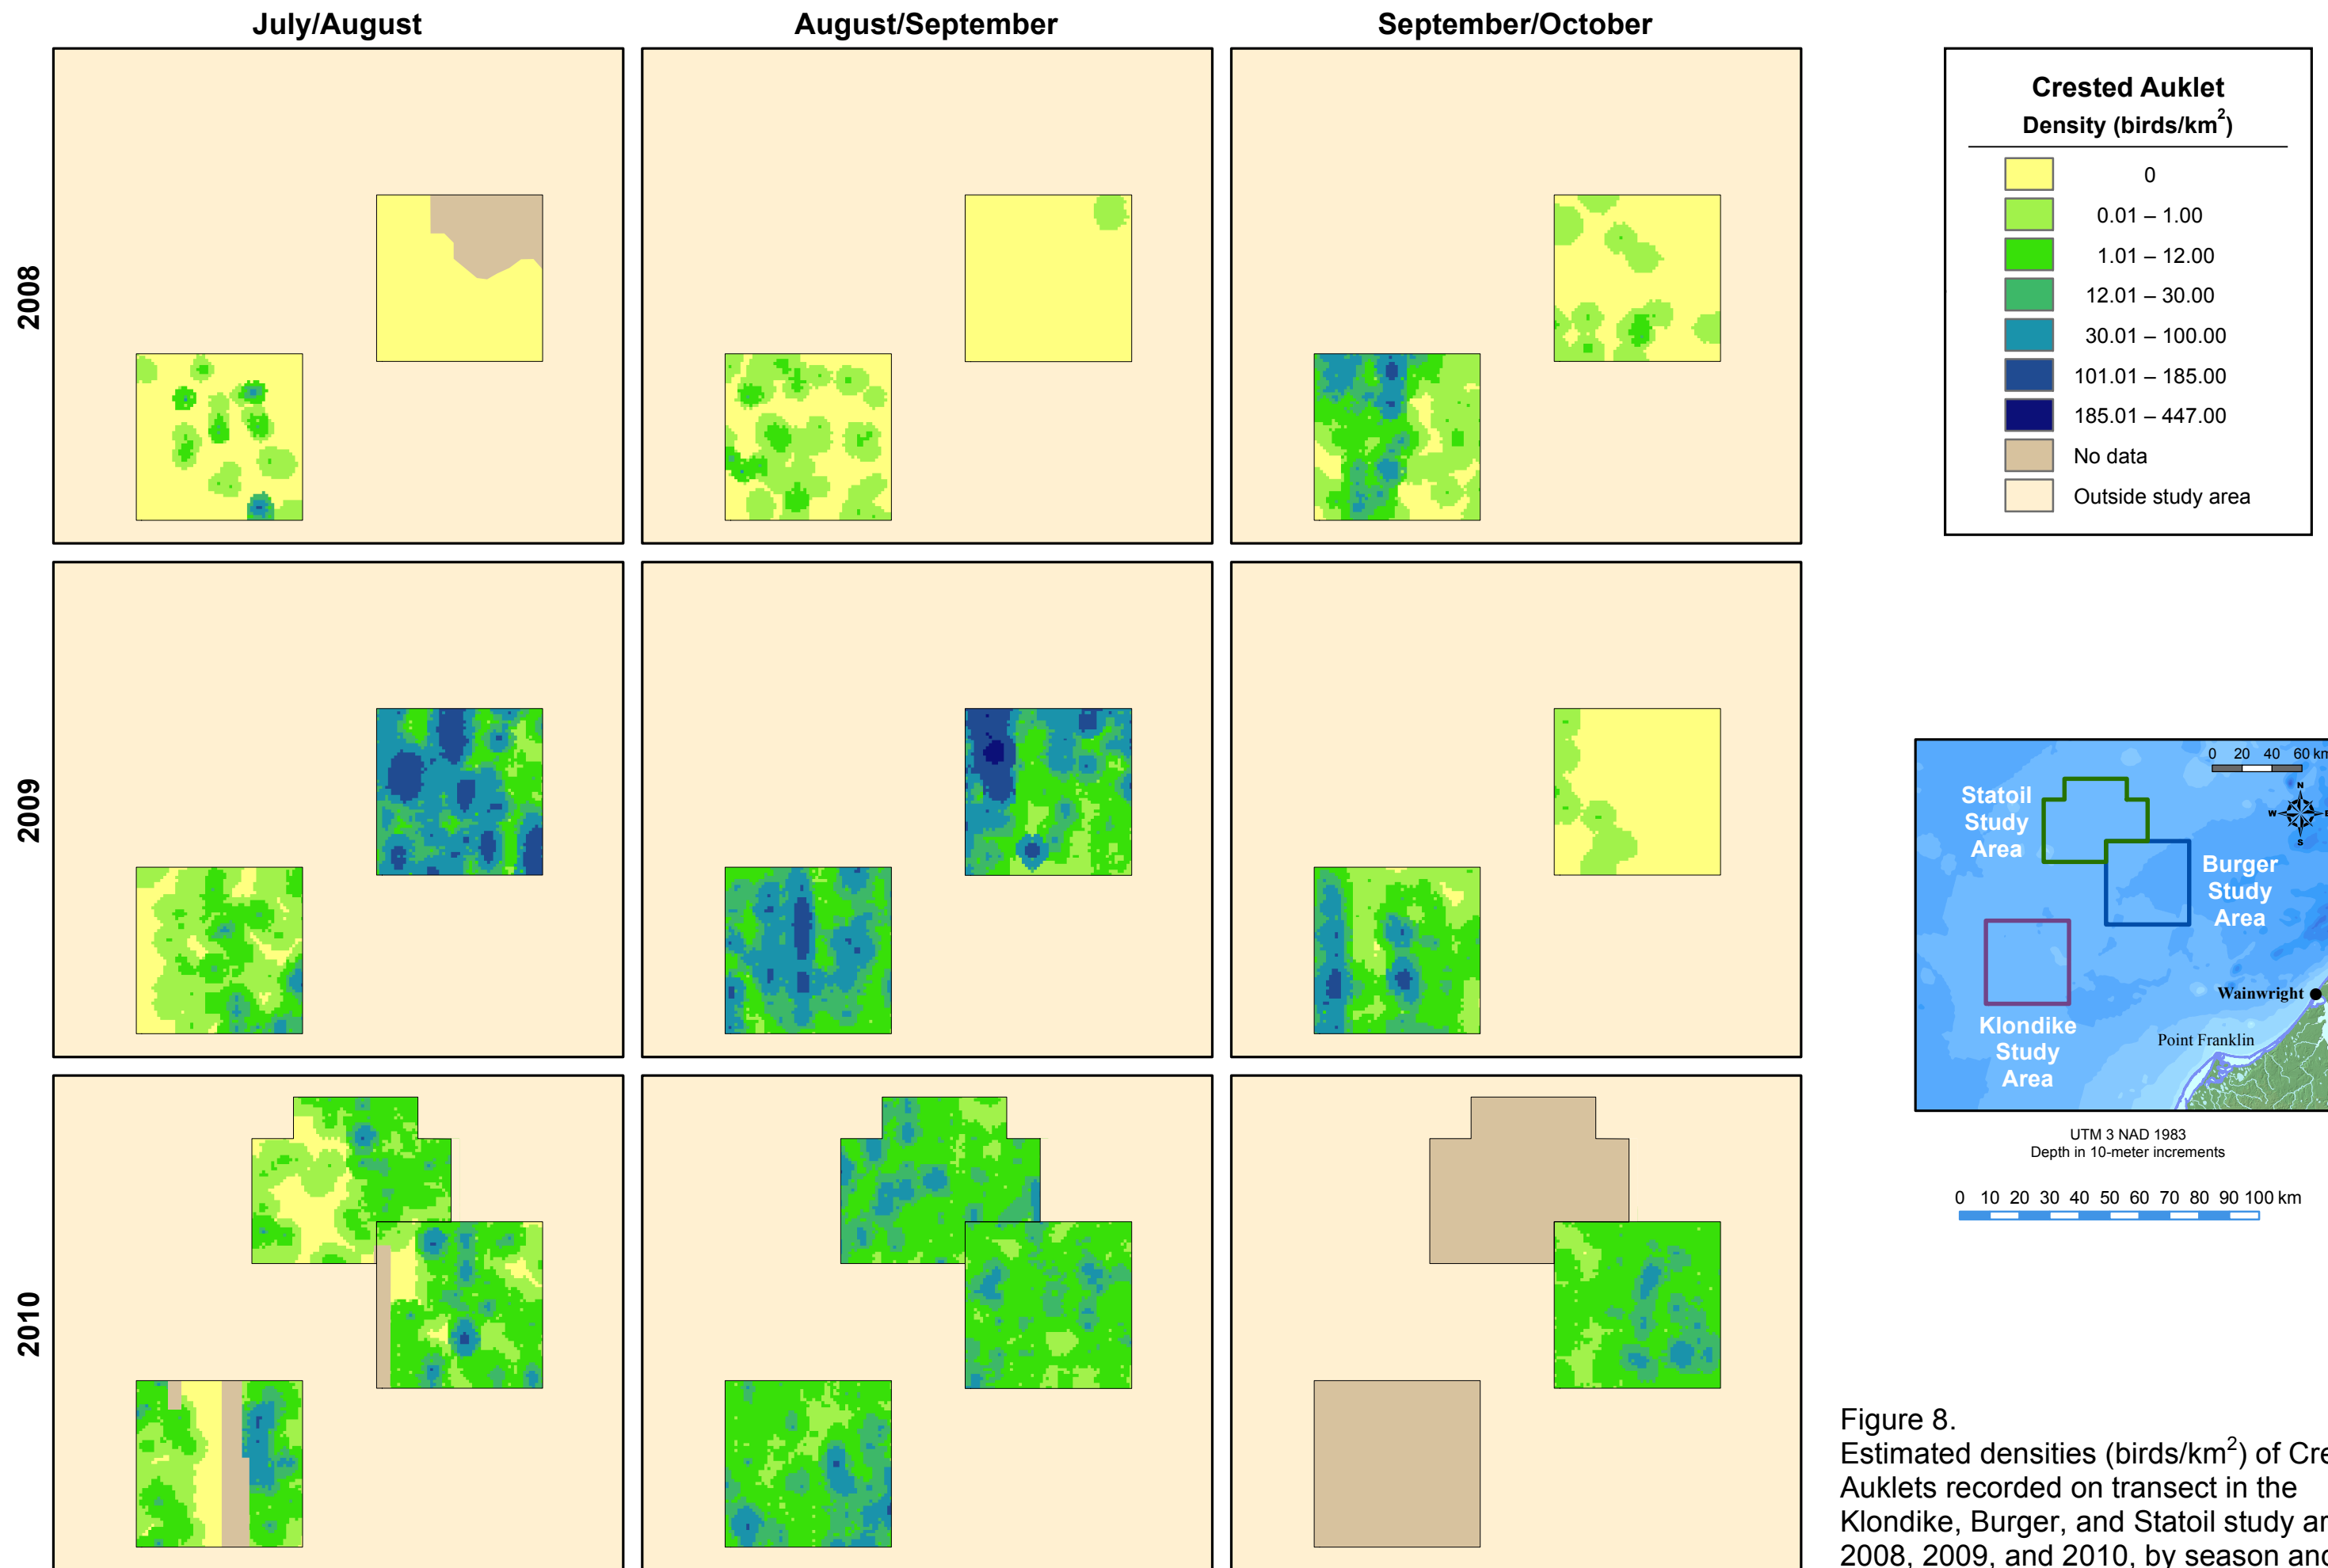 July/August
August/September
September/October
2008
2009
2010
Crested Auklet
Density (birds/km²)
0
0.01 – 1.00
1.01 – 12.00
12.01 – 30.00
30.01 – 100.00
101.01 – 185.00
185.01 – 447.00
No data
Outside study area
0 20 40 60 km
N
W E
S
Statoil
Study
Area
Burger
Study
Area
Wainwright
Klondike
Study
Area
Point Franklin
UTM 3 NAD 1983
Depth in 10-meter increments
0 10 20 30 40 50 60 70 80 90 100 km
Figure 8.
Estimated densities (birds/km²) of Cre
Auklets recorded on transect in the
Klondike, Burger, and Statoil study ar
2008, 2009, and 2010, by season and